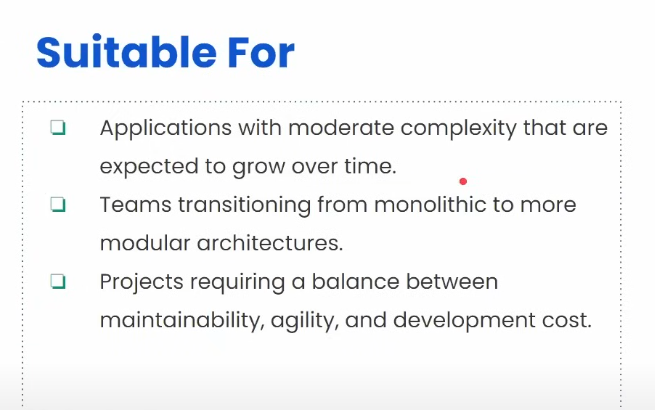 Suitable For
Applications with moderate complexity that are
expected to grow over time.
Teams transitioning from monolithic to more
modular architectures.
Projects requiring a balance between
maintainability, agility, and development cost.